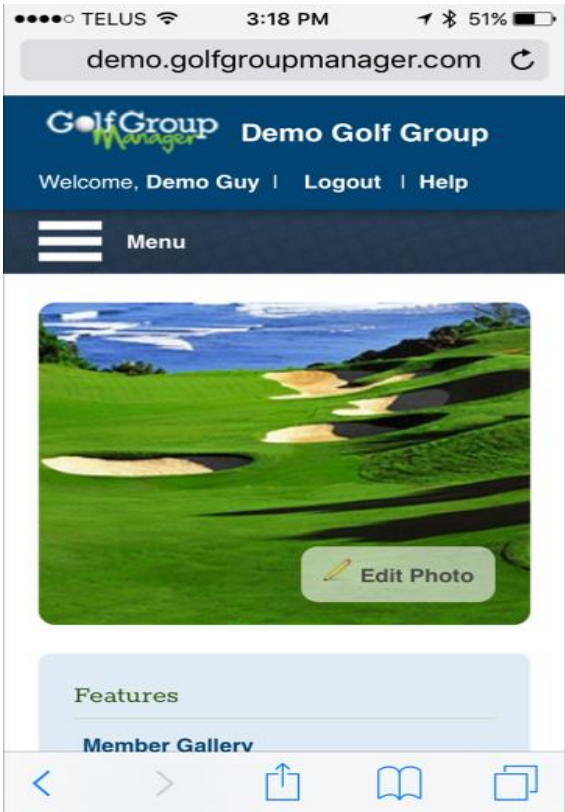 TELUS 3:18 PM 51%
demo.golfgroupmanager.com
GolfGroup Manager Demo Golf Group
Welcome, Demo Guy | Logout | Help
Menu
Edit Photo
Features
Member Gallery